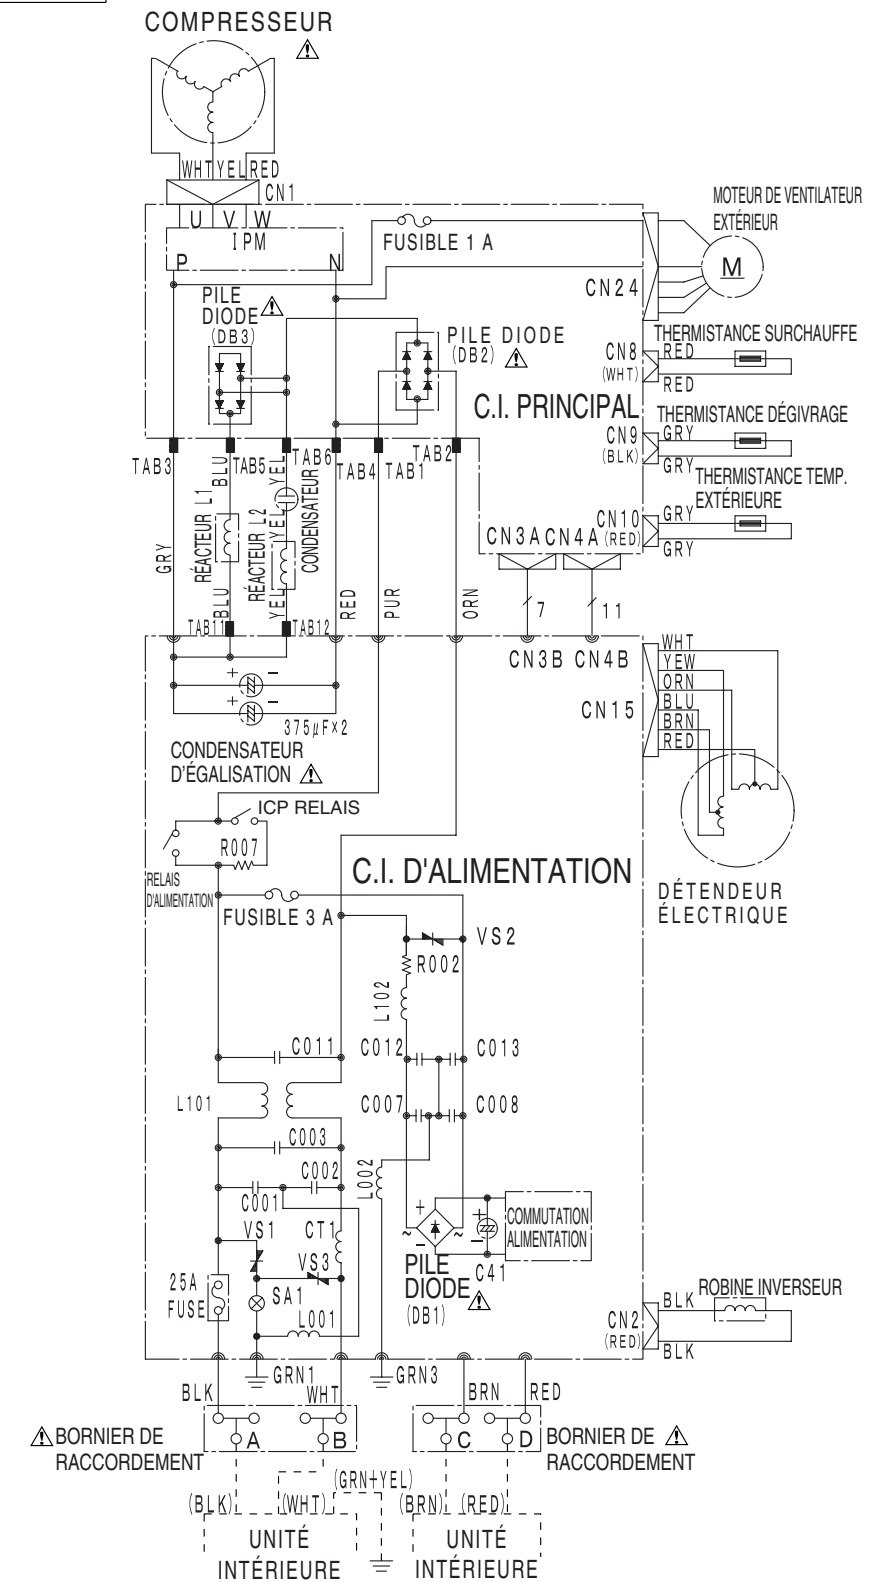 COMPRESSEUR
WHT YEL RED
CN1
U V W
IPM
P N
FUSIBLE 1 A
MOTEUR DE VENTILATEUR
EXTÉRIEUR
M
CN24
PILE
DIODE
(DB3)
PILE DIODE
(DB2)
THERMISTANCE SURCHAUFFE
CN8
(WHT)
RED
RED
C.I. PRINCIPAL
THERMISTANCE DÉGIVRAGE
CN9
(BLK)
GRY
GRY
THERMISTANCE TEMP.
EXTÉRIEURE
CN10
(RED)
GRY
GRY
TAB3
BLU
TAB5
YEL
TAB6
TAB4
TAB1
TAB2
GRY
RÉACTEUR L1
BLU
RÉACTEUR L2
YEL
YEL
CONDENSATEUR
RED
PUR
ORN
CN3A CN4A
7
11
TAB11
TAB12
CN3B CN4B
CN15
WHT
YEW
ORN
BLU
BRN
RED
+ −
+ −
375µF×2
CONDENSATEUR
D'ÉGALISATION
ICP RELAIS
R007
RELAIS
D'ALIMENTATION
C.I. D'ALIMENTATION
DÉTENDEUR
ÉLECTRIQUE
FUSIBLE 3 A
VS2
R002
L102
C011
C012
C013
L101
C007
C008
C003
C002
L002
C001
VS1
CT1
VS3
+
~ ~
−
+
−
COMMUTATION
ALIMENTATION
C41
PILE
DIODE
(DB1)
25A
FUSE
SA1
L001
CN2
(RED)
BLK
BLK
ROBINE INVERSEUR
GRN1
GRN3
BLK
WHT
BRN
RED
BORNIER DE
RACCORDEMENT
A
B
C
D
BORNIER DE
RACCORDEMENT
(GRN+YEL)
(BLK)
(WHT)
(BRN)
(RED)
UNITÉ
INTÉRIEURE
UNITÉ
INTÉRIEURE